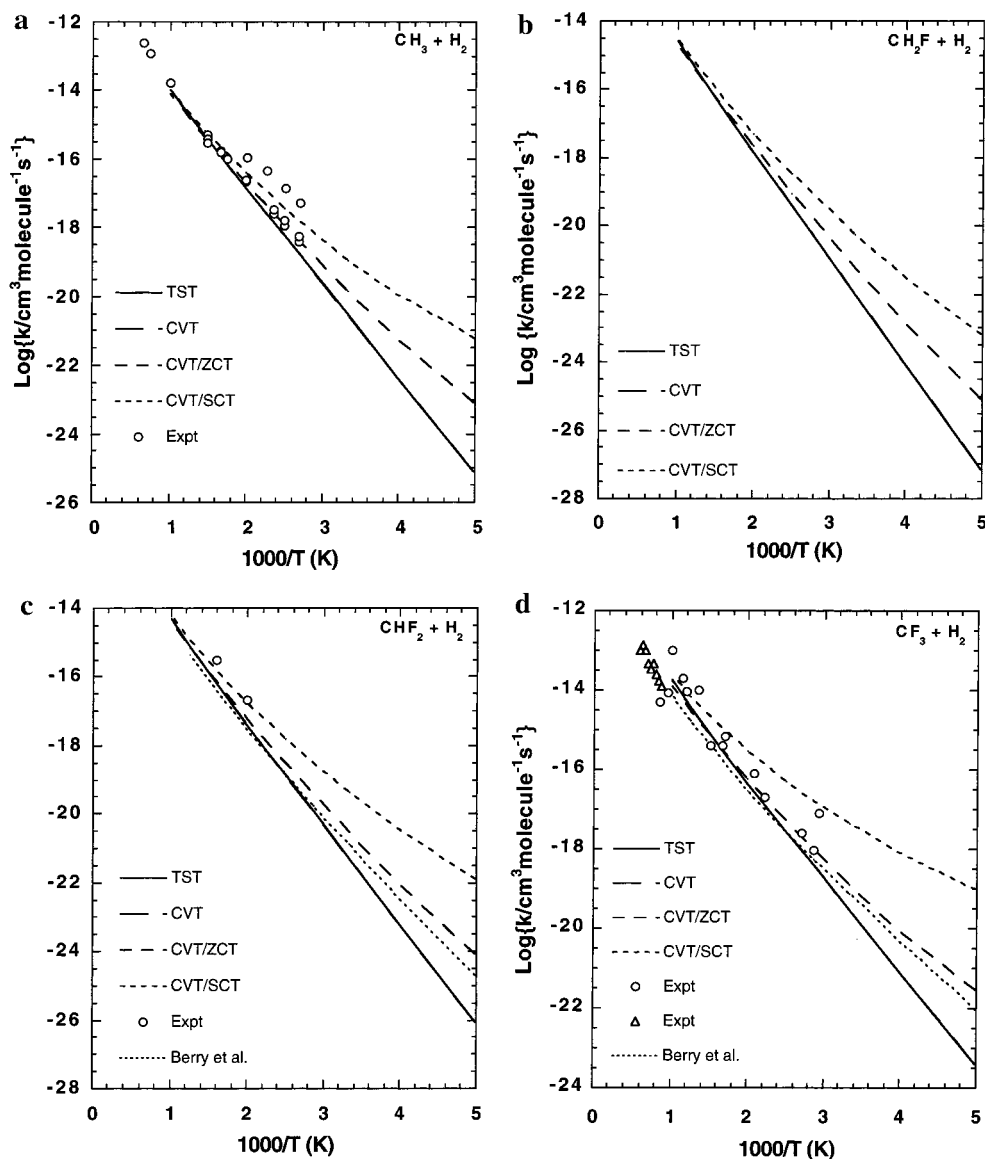 a
CH3 + H2
Log{k/cm³molecule⁻¹s⁻¹}
-12
-14
-16
-18
-20
-22
-24
-26
TST
CVT
CVT/ZCT
CVT/SCT
Expt
0 1 2 3 4 5
1000/T (K)
b
CH2F + H2
Log {k/cm³molecule⁻¹s⁻¹}
-14
-16
-18
-20
-22
-24
-26
-28
TST
CVT
CVT/ZCT
CVT/SCT
0 1 2 3 4 5
1000/T (K)
c
CHF2 + H2
Log{k/cm³molecule⁻¹s⁻¹}
-14
-16
-18
-20
-22
-24
-26
-28
TST
CVT
CVT/ZCT
CVT/SCT
Expt
Berry et al.
0 1 2 3 4 5
1000/T (K)
d
CF3 + H2
Log{k/cm³molecule⁻¹s⁻¹}
-12
-14
-16
-18
-20
-22
-24
TST
CVT
CVT/ZCT
CVT/SCT
Expt
Expt
Berry et al.
0 1 2 3 4 5
1000/T (K)